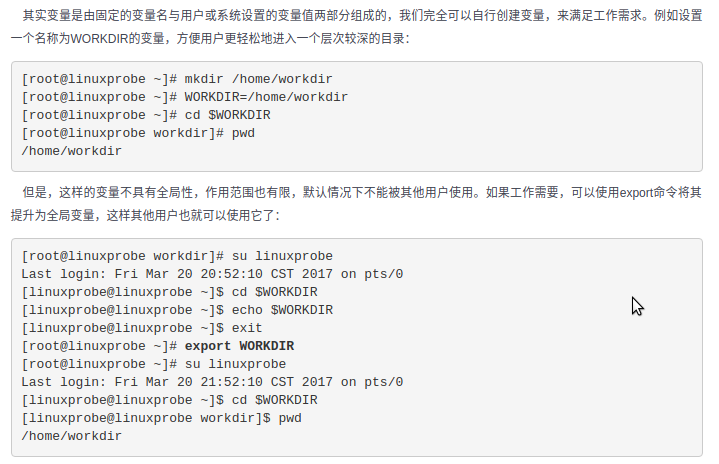 其实变量是由固定的变量名与用户或系统设置的变量值两部分组成的，我们完全可以自行创建变量，来满足工作需求。例如设置
一个名称为WORKDIR的变量，方便用户更轻松地进入一个层次较深的目录：
[root@linuxprobe ~]# mkdir /home/workdir
[root@linuxprobe ~]# WORKDIR=/home/workdir
[root@linuxprobe ~]# cd $WORKDIR
[root@linuxprobe workdir]# pwd
/home/workdir
但是，这样的变量不具有全局性，作用范围也有限，默认情况下不能被其他用户使用。如果工作需要，可以使用export命令将其
提升为全局变量，这样其他用户也就可以使用它了：
[root@linuxprobe workdir]# su linuxprobe
Last login: Fri Mar 20 20:52:10 CST 2017 on pts/0
[linuxprobe@linuxprobe ~]$ cd $WORKDIR
[linuxprobe@linuxprobe ~]$ echo $WORKDIR
[linuxprobe@linuxprobe ~]$ exit
[root@linuxprobe ~]# export WORKDIR
[root@linuxprobe ~]# su linuxprobe
Last login: Fri Mar 20 21:52:10 CST 2017 on pts/0
[linuxprobe@linuxprobe ~]$ cd $WORKDIR
[linuxprobe@linuxprobe workdir]$ pwd
/home/workdir